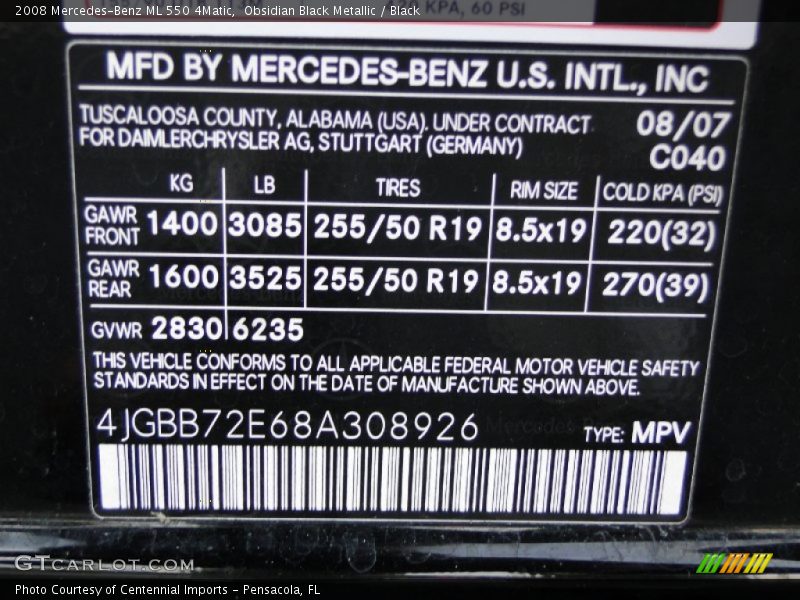 2008 Mercedes-Benz ML 550 4Matic,  Obsidian Black Metallic / Black
KPA, 60 PSI
MFD BY MERCEDES-BENZ U.S. INTL., INC
TUSCALOOSA COUNTY, ALABAMA (USA). UNDER CONTRACT 08/07
FOR DAIMLERCHRYSLER AG, STUTTGART (GERMANY) C040
KG LB TIRES RIM SIZE COLD KPA (PSI)
GAWR FRONT 1400 3085 255/50 R19 8.5x19 220(32)
GAWR REAR 1600 3525 255/50 R19 8.5x19 270(39)
GVWR 2830 6235
THIS VEHICLE CONFORMS TO ALL APPLICABLE FEDERAL MOTOR VEHICLE SAFETY
STANDARDS IN EFFECT ON THE DATE OF MANUFACTURE SHOWN ABOVE.
4JGBB72E68A308926 TYPE: MPV
GTCARLOT.COM
Photo Courtesy of Centennial Imports - Pensacola, FL